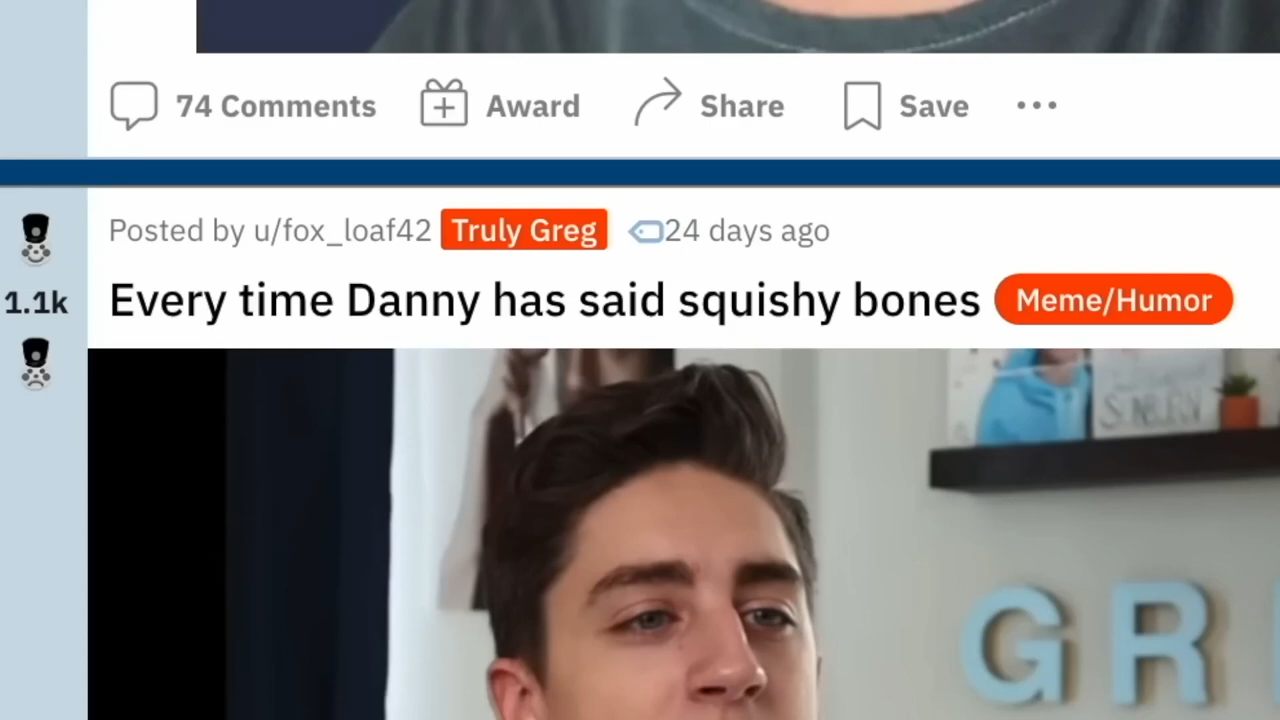 74 Comments Award Share Save
Posted by u/fox_loaf42 Truly Greg 24 days ago
1.1k
Every time Danny has said squishy bones Meme/Humor
GR